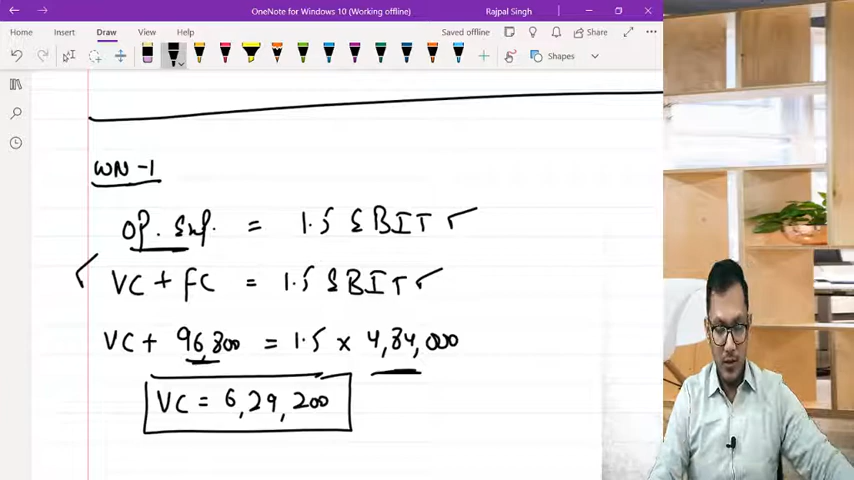 OneNote for Windows 10 (Working offline)
Rajpal Singh
Home Insert Draw View Help
Saved offline
Share
Shapes
WN-1
Op. Exp. = 1.5 EBIT
VC + FC = 1.5 EBIT
VC + 96,800 = 1.5 × 4,84,000
VC = 6,29,200